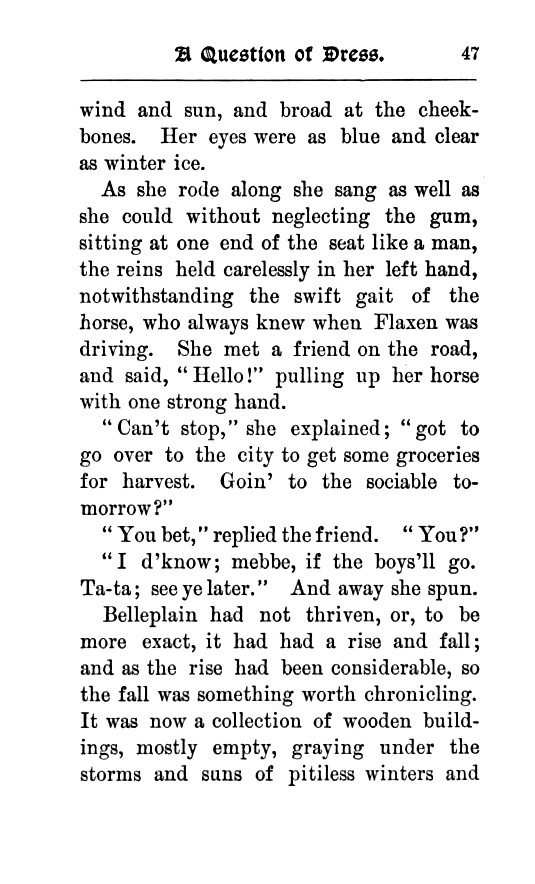 A Question of Dress. 47
wind and sun, and broad at the cheek-
bones. Her eyes were as blue and clear
as winter ice.
As she rode along she sang as well as
she could without neglecting the gum,
sitting at one end of the seat like a man,
the reins held carelessly in her left hand,
notwithstanding the swift gait of the
horse, who always knew when Flaxen was
driving. She met a friend on the road,
and said, "Hello!" pulling up her horse
with one strong hand.
"Can't stop," she explained; "got to
go over to the city to get some groceries
for harvest. Goin' to the sociable to-
morrow?"
"You bet," replied the friend. "You?"
"I d'know; mebbe, if the boys'll go.
Ta-ta; see ye later." And away she spun.
Belleplain had not thriven, or, to be
more exact, it had had a rise and fall;
and as the rise had been considerable, so
the fall was something worth chronicling.
It was now a collection of wooden build-
ings, mostly empty, graying under the
storms and suns of pitiless winters and